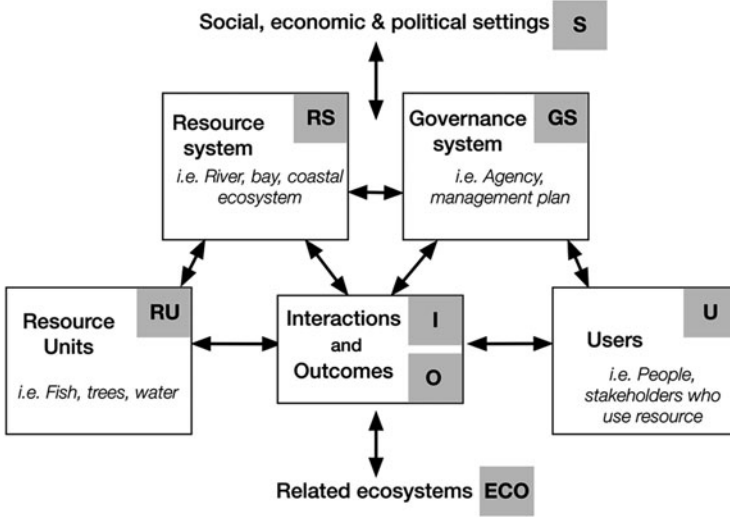 Social, economic & political settings S
Resource system RS
i.e. River, bay, coastal
ecosystem
Governance system GS
i.e. Agency,
management plan
Resource Units RU
i.e. Fish, trees, water
Interactions I
and
Outcomes O
Users U
i.e. People,
stakeholders who
use resource
Related ecosystems ECO